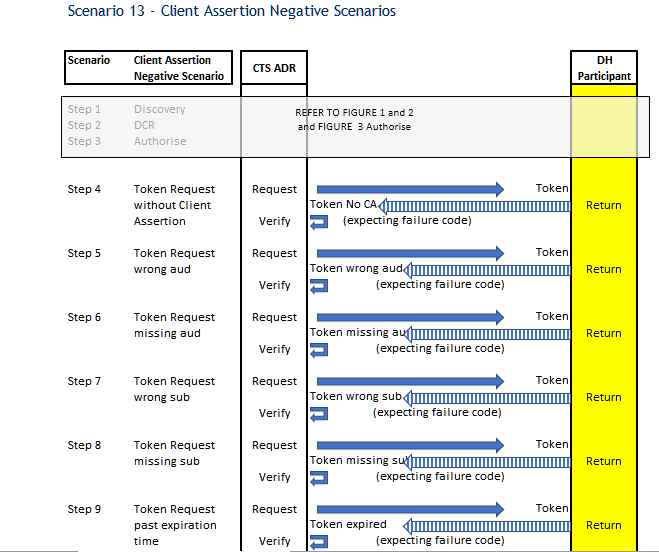 Scenario 13 - Client Assertion Negative Scenarios
Scenario Client Assertion Negative Scenario CTS ADR DH Participant
Step 1 Discovery REFER TO FIGURE 1 and 2
Step 2 DCR and FIGURE 3 Authorise
Step 3 Authorise
Step 4 Token Request Request Token
without Client Token No CA Return
Assertion Verify (expecting failure code)
Step 5 Token Request Request Token
wrong aud Token wrong aud Return
Verify (expecting failure code)
Step 6 Token Request Request Token
missing aud Token missing au Return
Verify (expecting failure code)
Step 7 Token Request Request Token
wrong sub Token wrong sub Return
Verify (expecting failure code)
Step 8 Token Request Request Token
missing sub Token missing su Return
Verify (expecting failure code)
Step 9 Token Request Request Token
past expiration Token expired Return
time Verify (expecting failure code)